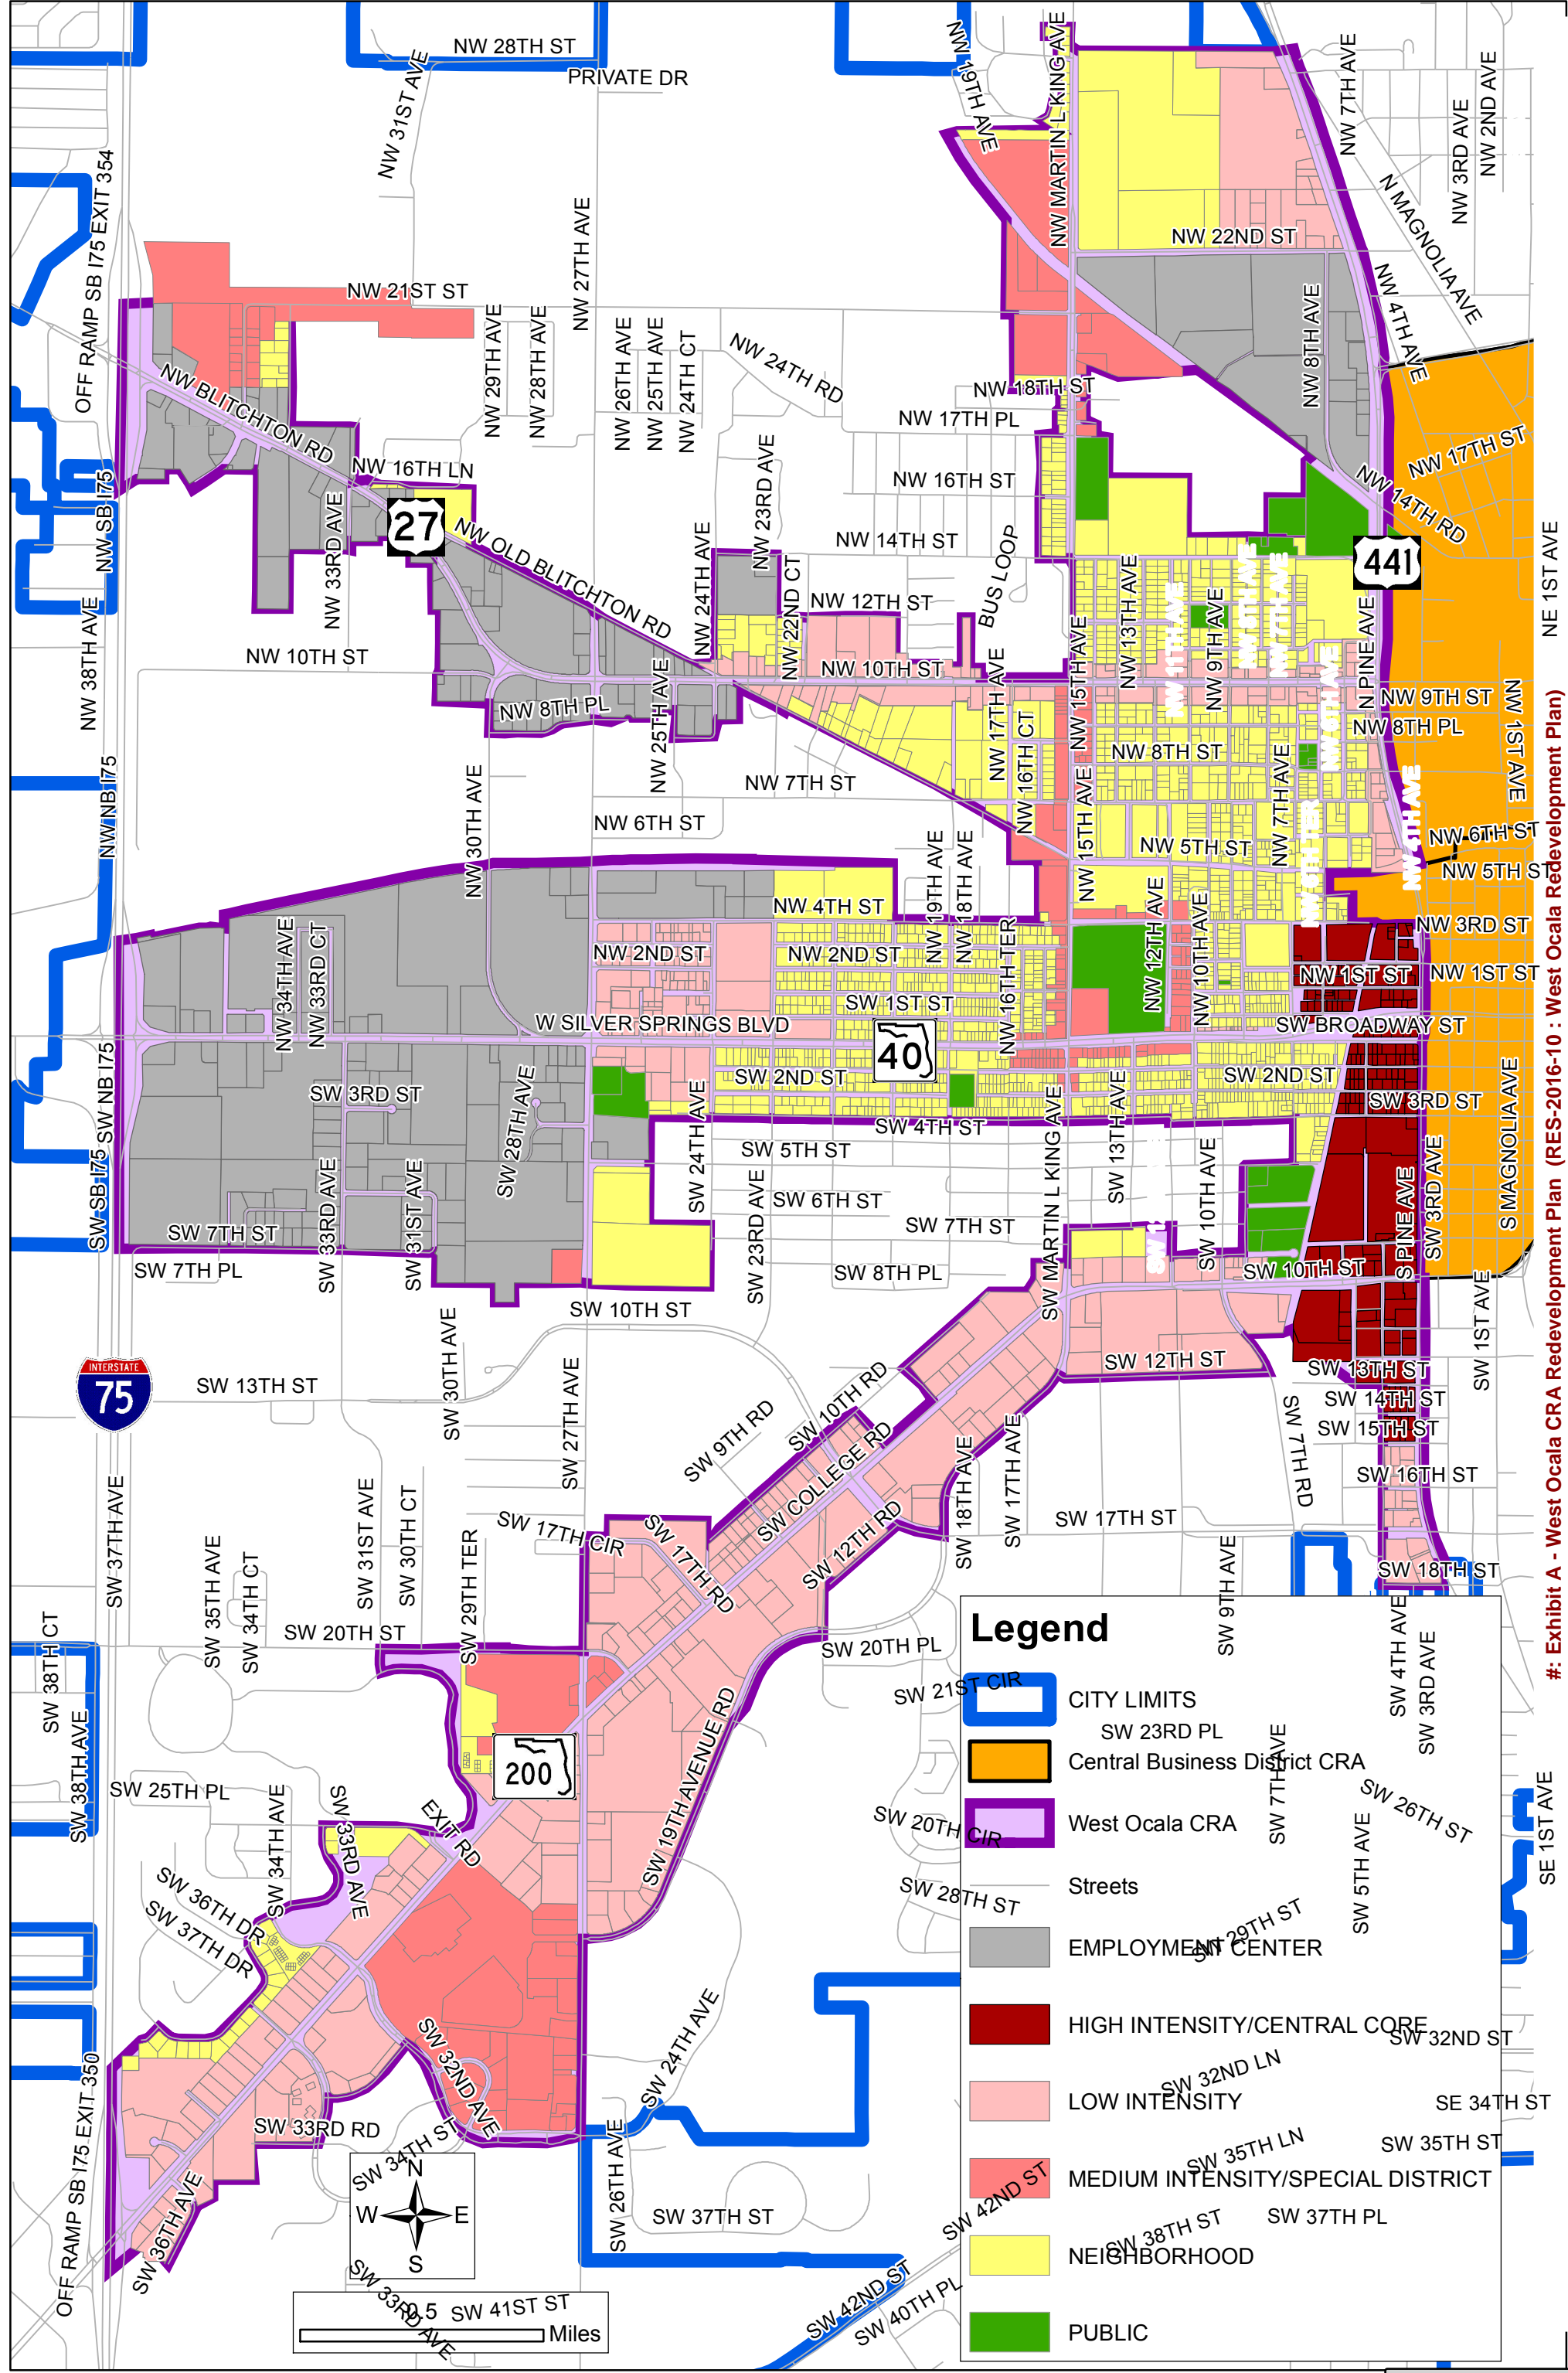 NW 28TH ST
PRIVATE DR
NW 31ST AVE
NW 19TH AVE
NW MARTIN L KING AVE
NW 7TH AVE
NW 3RD AVE
NW 2ND AVE
N MAGNOLIA AVE
OFF RAMP SB I75 EXIT 354
NW 27TH AVE
NW 22ND ST
NW 21ST ST
NW 4TH AVE
NW 8TH AVE
NW 29TH AVE
NW 28TH AVE
NW 26TH AVE
NW 25TH AVE
NW 24TH CT
NW 24TH RD
NW BLITCHTON RD
NW 18TH ST
NW 17TH PL
NW 17TH ST
NW 16TH LN
NW 16TH ST
NW 14TH RD
NW 23RD AVE
NW SB I75
NW 33RD AVE
27
NW OLD BLITCHTON RD
NW 24TH AVE
NW 14TH ST
BUS LOOP
441
NE 1ST AVE
NW 38TH AVE
NW 22ND CT
NW 12TH ST
NW 13TH AVE
NW 11TH AVE
NW 9TH AVE
NW 8TH AVE
NW 7TH AVE
N PINE AVE
NW 10TH ST
NW 10TH ST
NW 15TH AVE
NW 6TH AVE
NW 9TH ST
NW 8TH PL
NW 25TH AVE
NW 8TH PL
NW 17TH AVE
NW 16TH CT
NW 8TH ST
NW 1ST AVE
NW NB I75
NW 30TH AVE
NW 7TH ST
NW 15TH AVE
NW 7TH AVE
NW 4TH AVE
NW 6TH ST
NW 6TH ST
NW 5TH ST
NW 5TH ST
NW 6TH TER
NW 19TH AVE
NW 18TH AVE
NW 4TH ST
NW 12TH AVE
NW 10TH AVE
NW 3RD ST
NW 34TH AVE
NW 33RD CT
NW 2ND ST
NW 2ND ST
NW 16TH TER
NW 1ST ST
NW 1ST ST
SW 1ST ST
W SILVER SPRINGS BLVD
SW BROADWAY ST
40
SW NB I75
SW 3RD ST
SW 28TH AVE
SW 2ND ST
SW 2ND ST
SW 3RD ST
SW 24TH AVE
SW 4TH ST
SW MARTIN L KING AVE
SW 13TH AVE
S MAGNOLIA AVE
SW SB I75
SW 5TH ST
SW 10TH AVE
SW 33RD AVE
SW 31ST AVE
SW 23RD AVE
SW 6TH ST
S PINE AVE
SW 3RD AVE
SW 7TH ST
SW 7TH ST
SW 7TH PL
SW 8TH PL
SW 10TH ST
SW 10TH ST
SW 30TH AVE
SW 1ST AVE
INTERSTATE
75
SW 13TH ST
SW 27TH AVE
SW 12TH ST
SW 13TH ST
SW 14TH ST
SW 15TH ST
SW 9TH RD
SW 10TH RD
SW COLLEGE RD
SW 18TH AVE
SW 17TH AVE
SW 7TH RD
SW 16TH ST
SW 37TH AVE
SW 31ST AVE
SW 30TH CT
SW 17TH CIR
SW 17TH RD
SW 12TH RD
SW 17TH ST
SW 18TH ST
SW 35TH AVE
SW 34TH CT
SW 29TH TER
SW 9TH AVE
SW 38TH CT
SW 20TH ST
SW 20TH PL
SW 4TH AVE
SW 3RD AVE
SW 38TH AVE
SW 19TH AVENUE RD
200
SW 25TH PL
SW 34TH AVE
SW 33RD AVE
EXIT RD
SW 36TH DR
SW 37TH DR
SW 32ND AVE
SW 24TH AVE
OFF RAMP SB I75 EXIT 350
SW 33RD RD
SW 34TH ST
SW 36TH AVE
SW 26TH AVE
SW 37TH ST
SW 33RD AVE
SW 41ST ST
SW 42ND ST
SW 42ND ST
SW 40TH PL
N
W
E
S
0.5
Miles
Legend
CITY LIMITS
Central Business District CRA
West Ocala CRA
Streets
EMPLOYMENT CENTER
HIGH INTENSITY/CENTRAL CORE
LOW INTENSITY
MEDIUM INTENSITY/SPECIAL DISTRICT
NEIGHBORHOOD
PUBLIC
SW 21ST CIR
SW 23RD PL
SW 7TH AVE
SW 26TH ST
SW 20TH CIR
SW 5TH AVE
SE 1ST AVE
SW 28TH ST
SW 29TH ST
SW 32ND ST
SW 32ND LN
SE 34TH ST
SW 35TH LN
SW 35TH ST
SW 38TH ST
SW 37TH PL
#: Exhibit A - West Ocala CRA Redevelopment Plan (RES-2016-10 : West Ocala Redevelopment Plan)